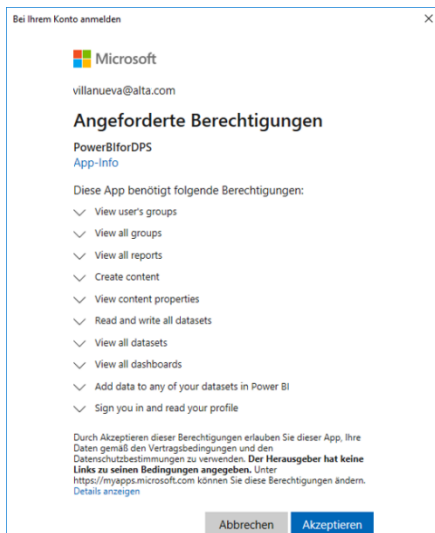 Bei Ihrem Konto anmelden
Microsoft
villanueva@alta.com
Angeforderte Berechtigungen
PowerBIforDPS
App-Info
Diese App benötigt folgende Berechtigungen:
View user's groups
View all groups
View all reports
Create content
View content properties
Read and write all datasets
View all datasets
View all dashboards
Add data to any of your datasets in Power BI
Sign you in and read your profile
Durch Akzeptieren dieser Berechtigungen erlauben Sie dieser App, Ihre
Daten gemäß den Vertragsbedingungen und den
Datenschutzbestimmungen zu verwenden. Der Herausgeber hat keine
Links zu seinen Bedingungen angegeben. Unter
https://myapps.microsoft.com können Sie diese Berechtigungen ändern.
Details anzeigen
Abbrechen Akzeptieren